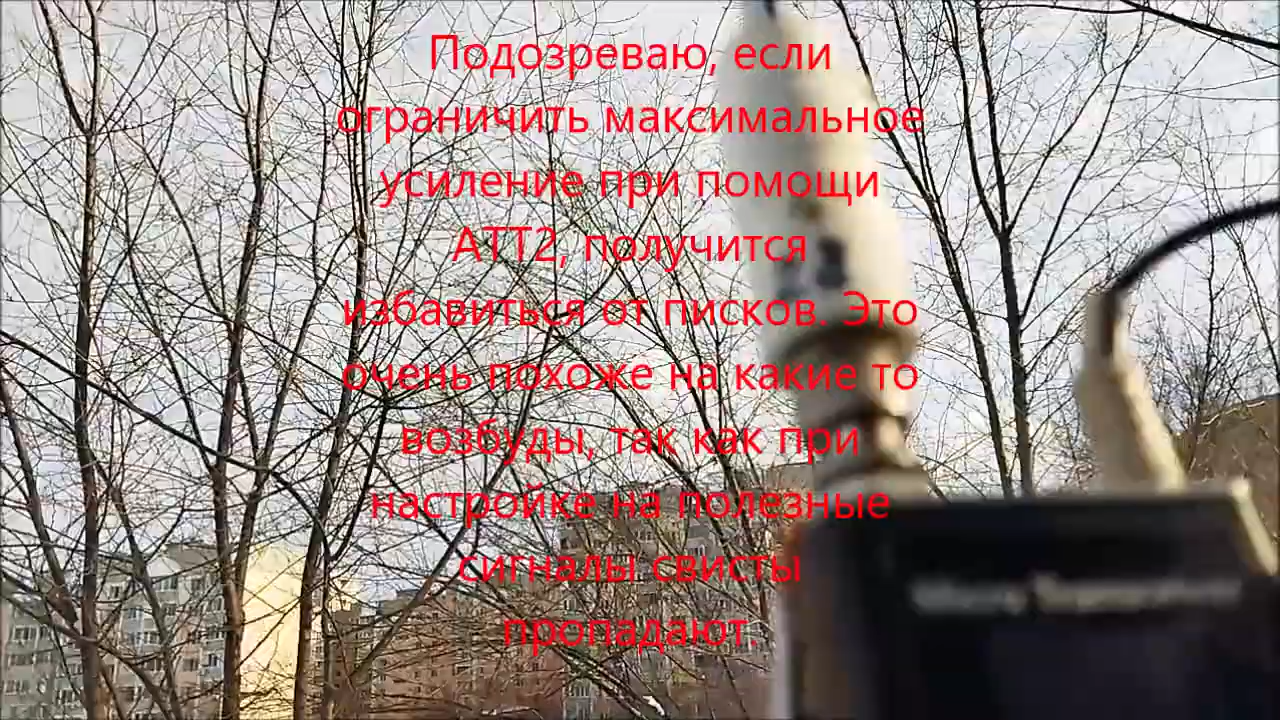 Подозреваю, если
ограничить максимальное
усиление при помощи
АТТ2, получится
избавиться от писков. Это
очень похоже на какие то
возбуды, так как при
настройке на полезные
сигналы свисты
пропадают.